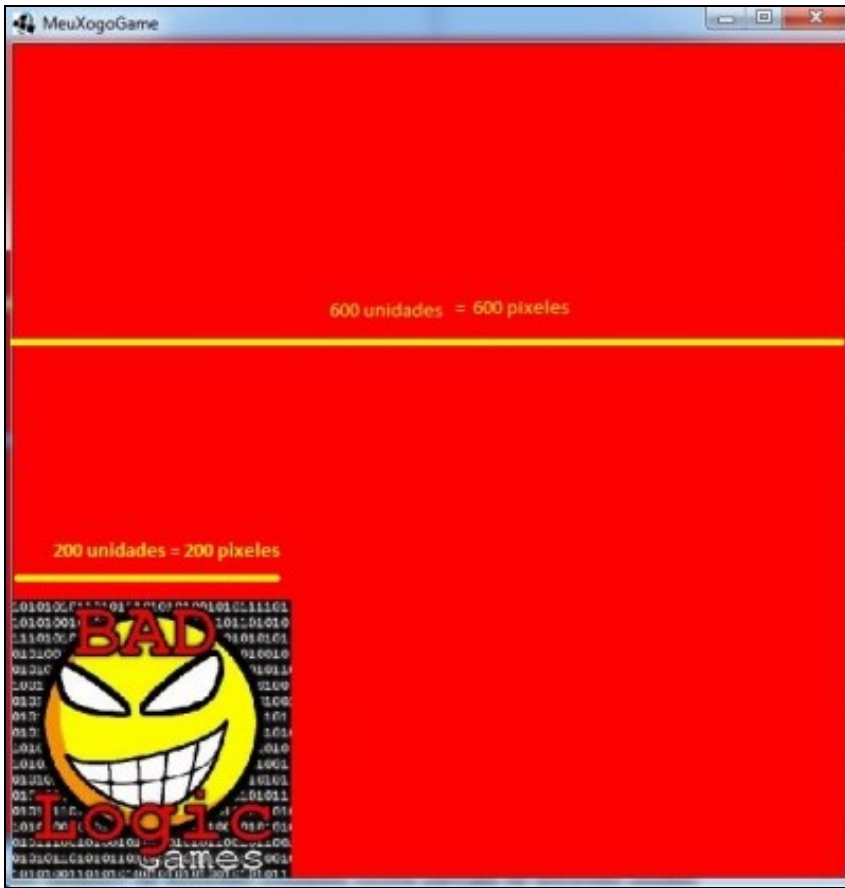 MeuXogoGame
600 unidades = 600 pixeles
200 unidades = 200 pixeles
BAD
Logic
Games